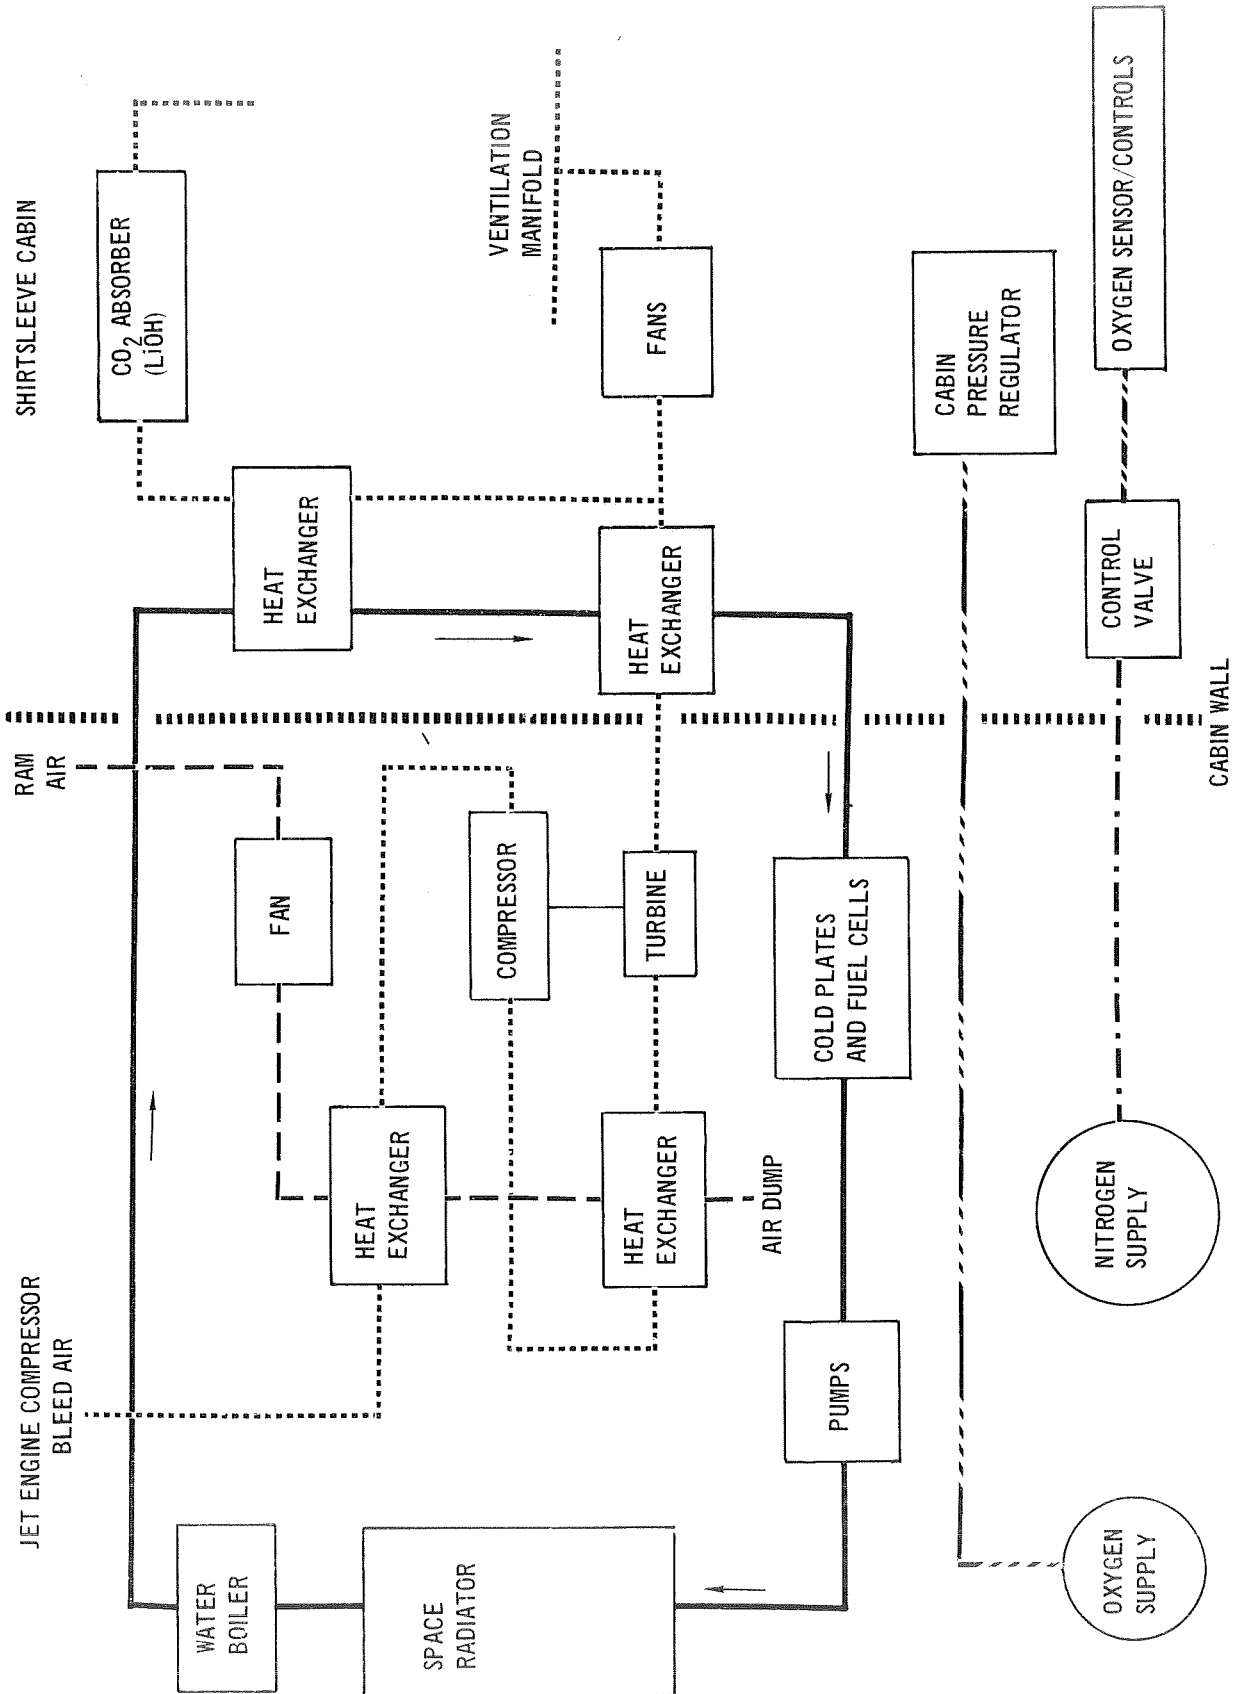 JET ENGINE COMPRESSOR
BLEED AIR
RAM
AIR
SHIRTSLEEVE CABIN
WATER
BOILER
FAN
CO2 ABSORBER
(LiOH)
HEAT
EXCHANGER
SPACE
RADIATOR
HEAT
EXCHANGER
COMPRESSOR
VENTILATION
MANIFOLD
HEAT
EXCHANGER
TURBINE
HEAT
EXCHANGER
FANS
AIR DUMP
PUMPS
COLD PLATES
AND FUEL CELLS
CABIN
PRESSURE
REGULATOR
OXYGEN
SUPPLY
NITROGEN
SUPPLY
CONTROL
VALVE
OXYGEN SENSOR/CONTROLS
CABIN WALL